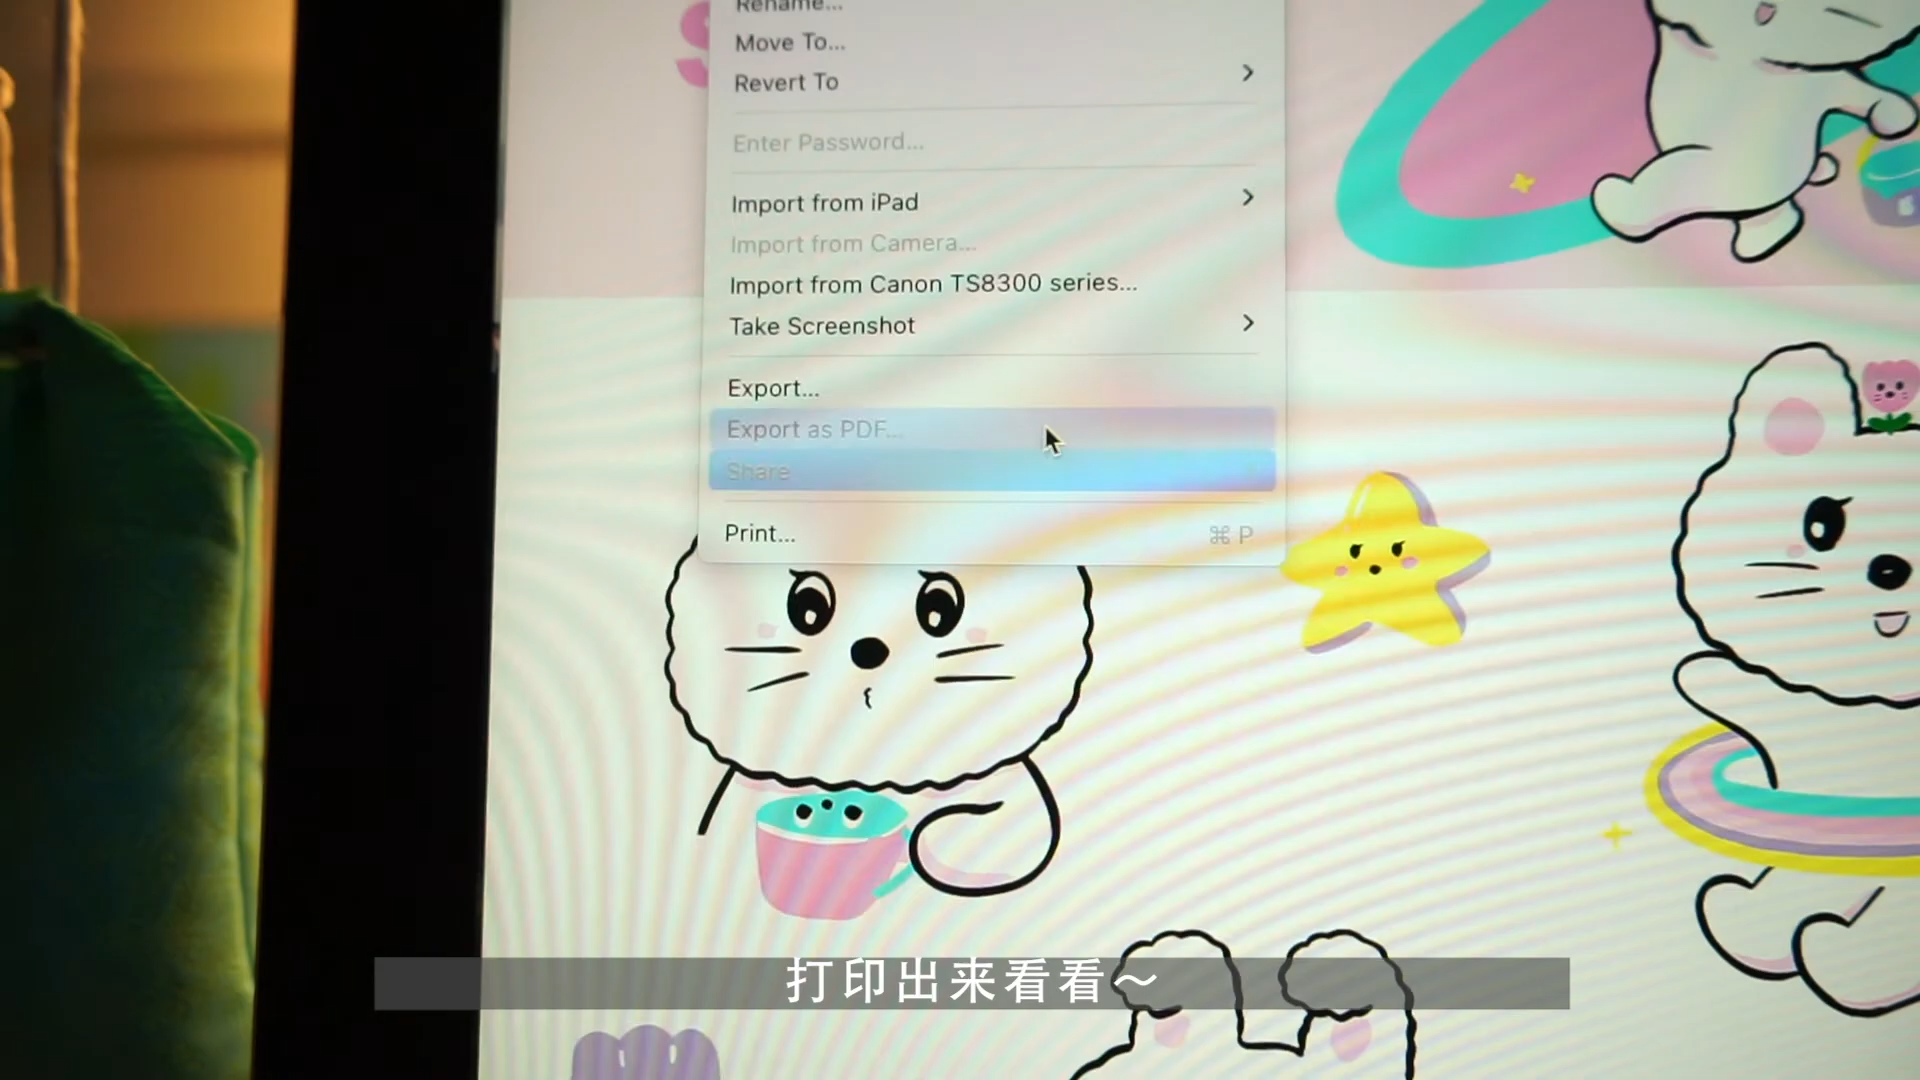 Rename...
Move To...
Revert To
Enter Password...
Import from iPad
Import from Camera...
Import from Canon TS8300 series...
Take Screenshot
Export...
Export as PDF...
Share
Print... ⌘ P
打印出来看看～